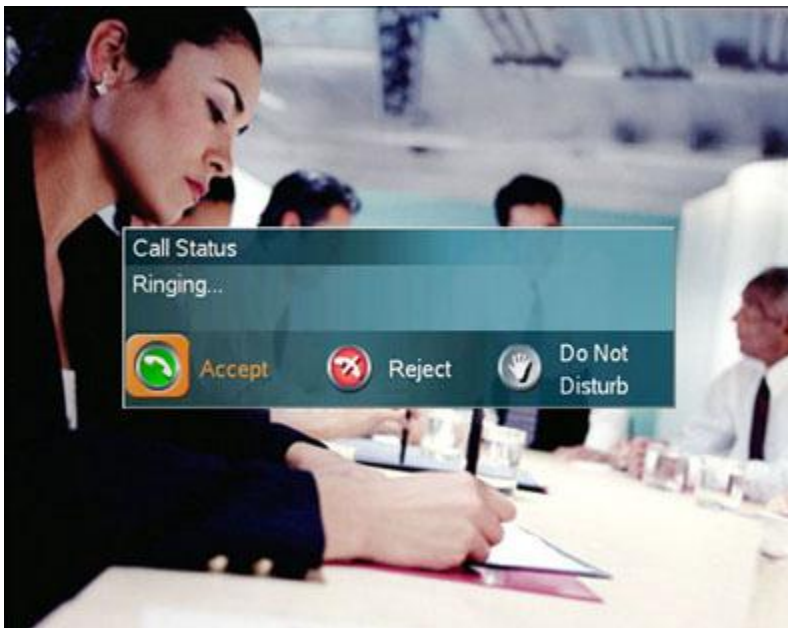 Call Status
Ringing...
Accept
Reject
Do Not
Disturb